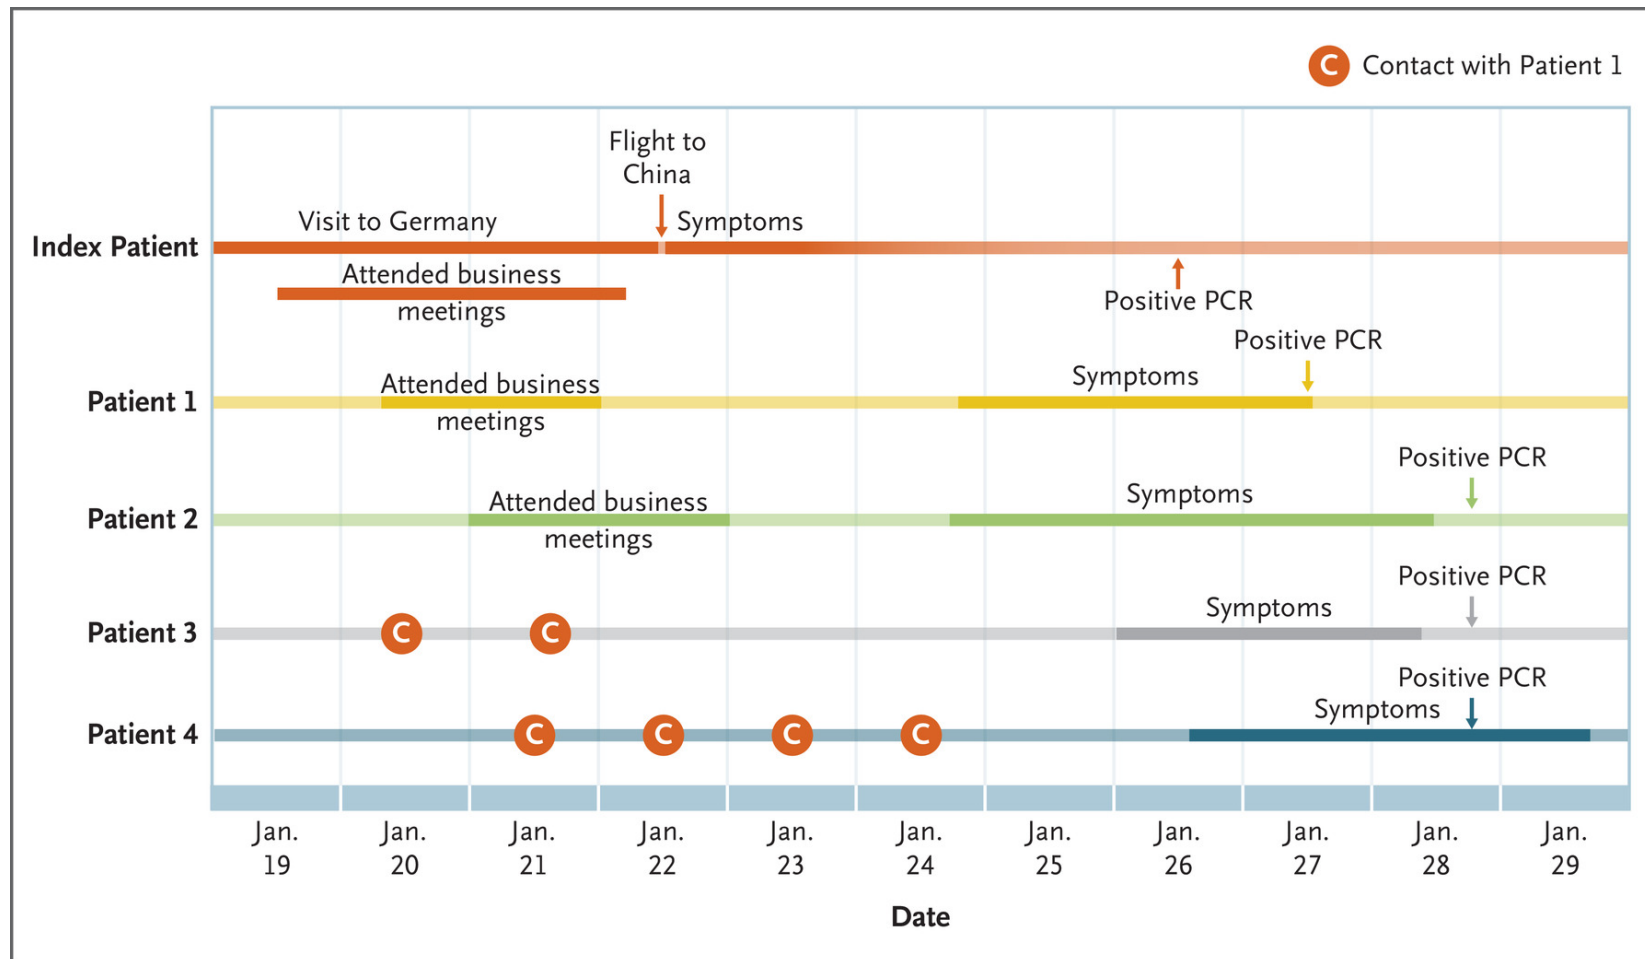 C Contact with Patient 1
Flight to
China
Visit to Germany
Symptoms
Index Patient
Attended business
meetings
Positive PCR
Positive PCR
Attended business
meetings
Symptoms
Patient 1
Positive PCR
Attended business
meetings
Symptoms
Patient 2
Positive PCR
Symptoms
Patient 3
C C
Positive PCR
Symptoms
Patient 4
C C C C
Jan. Jan. Jan. Jan. Jan. Jan. Jan. Jan. Jan. Jan. Jan.
19 20 21 22 23 24 25 26 27 28 29
Date